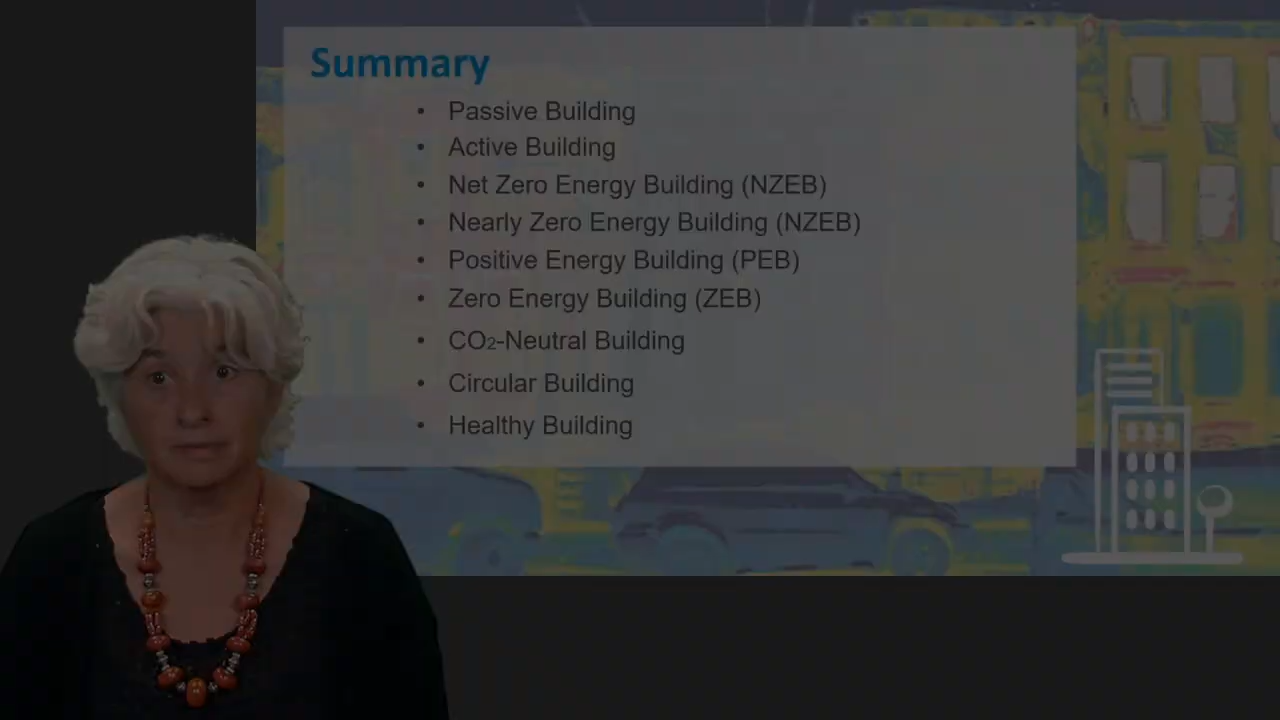 Summary
• Passive Building
• Active Building
• Net Zero Energy Building (NZEB)
• Nearly Zero Energy Building (NZEB)
• Positive Energy Building (PEB)
• Zero Energy Building (ZEB)
• CO₂-Neutral Building
• Circular Building
• Healthy Building